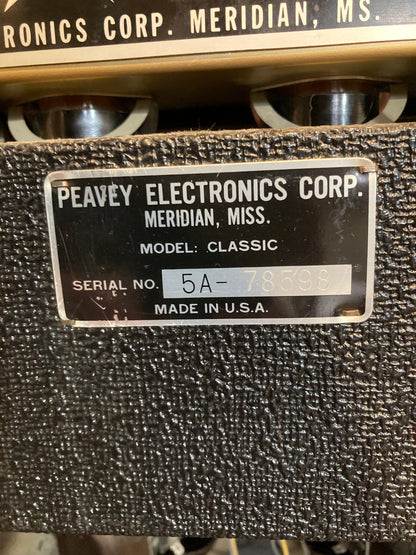 RONICS CORP. MERIDIAN, MS.
PEAVEY ELECTRONICS CORP.
MERIDIAN, MISS.
MODEL: CLASSIC
SERIAL NO. 5A-
MADE IN U.S.A.